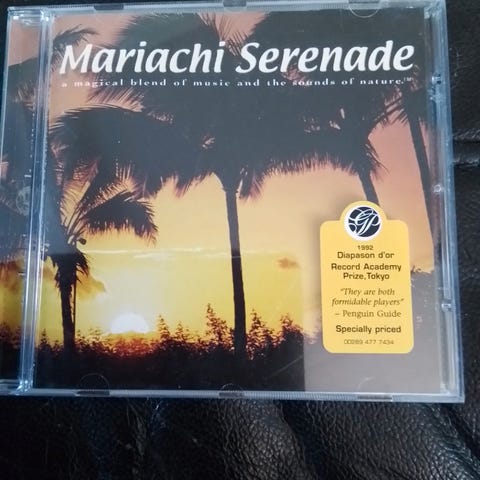 Mariachi Serenade
a magical blend of music and the sounds of nature.™
GP
1992
Diapason d'or
Record Academy
Prize,Tokyo
"They are both
formidable players"
– Penguin Guide
Specially priced
00289 477 7434